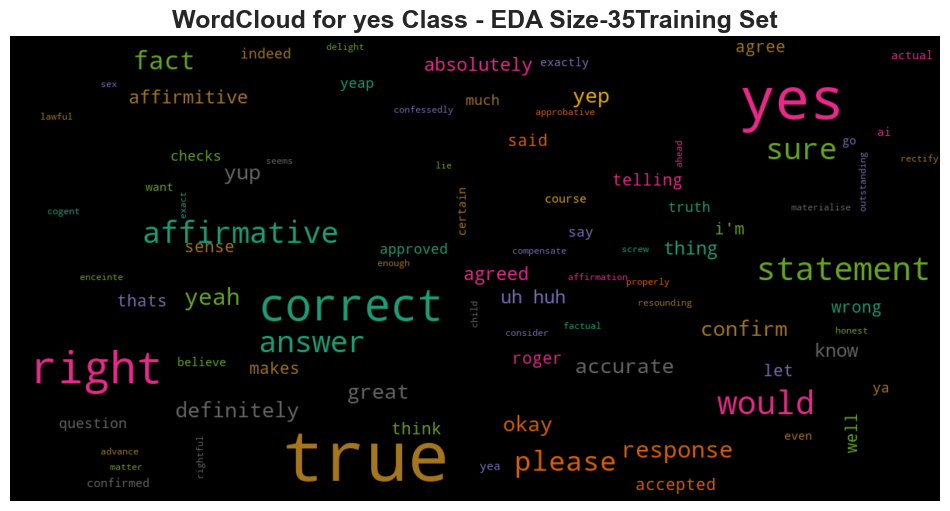 WordCloud for yes Class - EDA Size-35Training Set
delight
agree
fact
indeed
actual
absolutely
exactly
sex
yeap
yes
affirmitive
much
yep
confessedly
approbative
lawful
ai
said
sure
go
checks
yup
seems
lie
ahead
rectify
outstanding
want
telling
exact
certain
course
truth
materialise
cogent
affirmative
sense
say
i'm
approved
compensate
screw
thing
enough
agreed
affirmation
properly
statement
enceinte
thats
yeah
correct
uh huh
resounding
wrong
child
consider
factual
confirm
honest
answer
know
right
believe
makes
roger
accurate
let
great
ya
definitely
would
question
think
okay
even
well
true
response
advance
matter
rightful
yea
please
confirmed
accepted